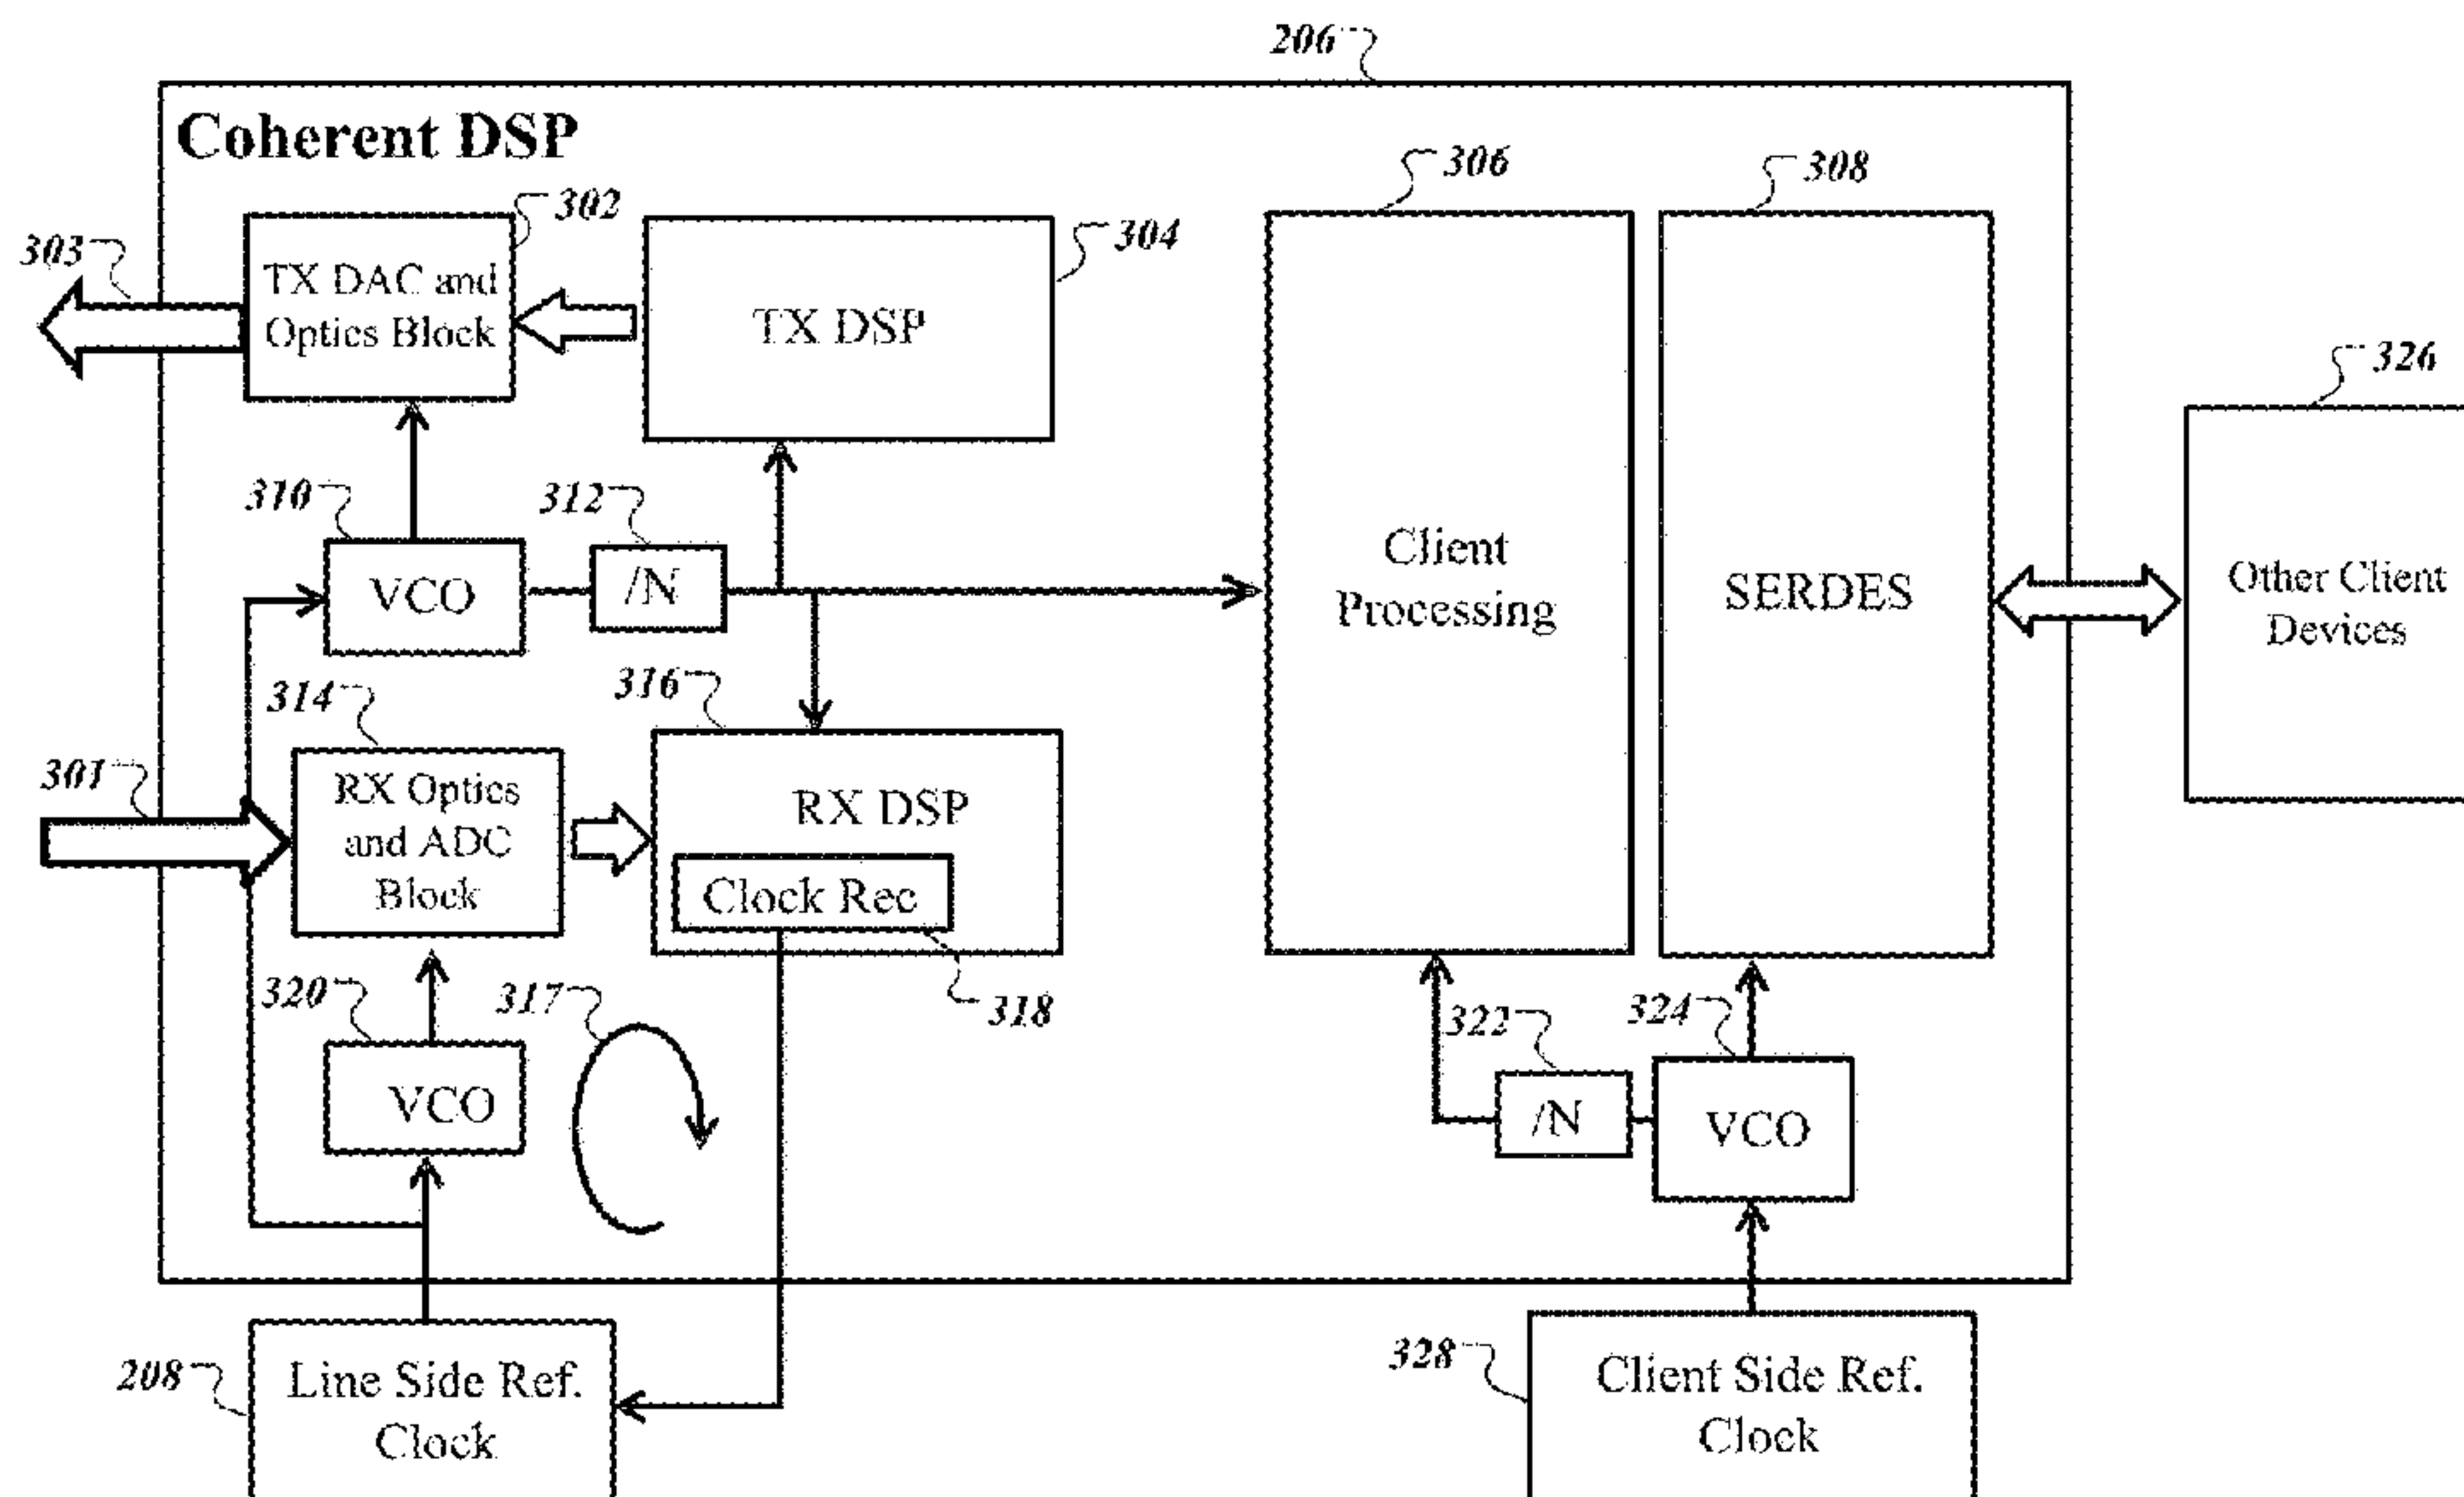 206
Coherent DSP
302
303
TX DAC and
Optics Block
TX DSP
304
306
308
326
310
312
VCO
/N
Client
Processing
SERDES
Other Client
Devices
314
316
301
RX Optics
and ADC
Block
RX DSP
Clock Rec
318
320
317
VCO
322
324
/N
VCO
208
Line Side Ref.
Clock
328
Client Side Ref.
Clock